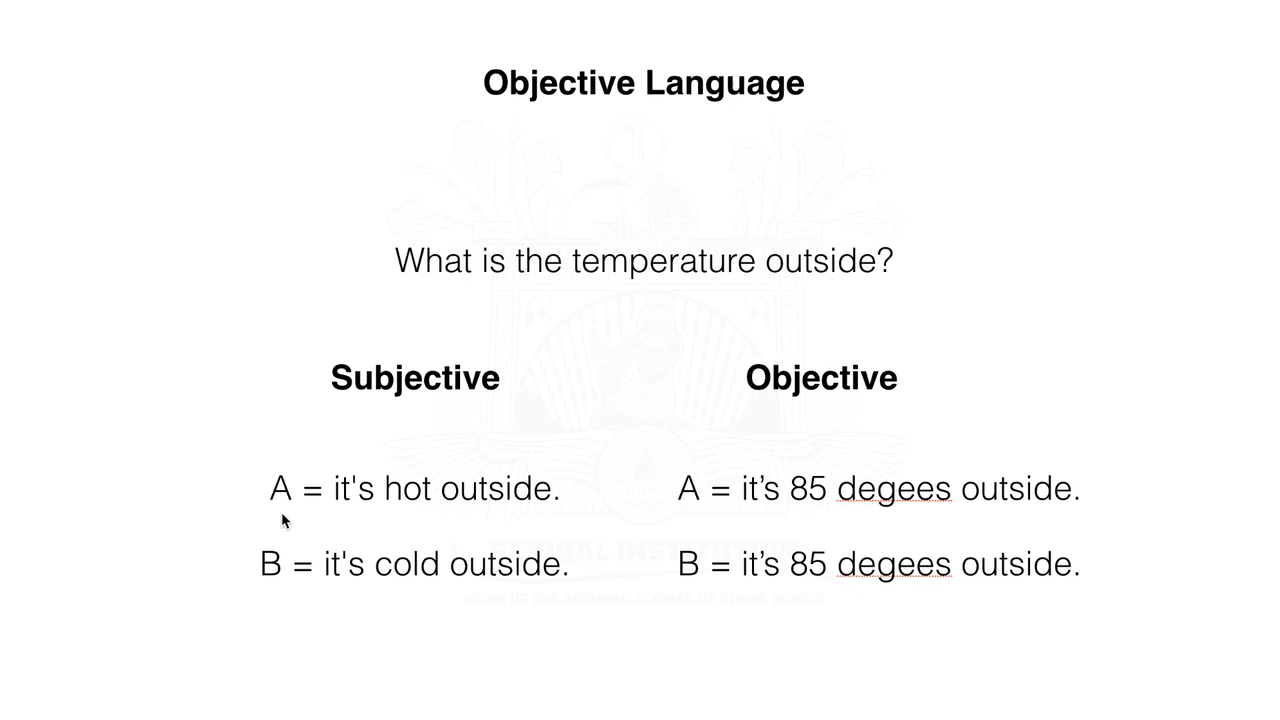 Objective Language
What is the temperature outside?
Subjective
Objective
A = it's hot outside.
A = it’s 85 degees outside.
B = it's cold outside.
B = it’s 85 degees outside.